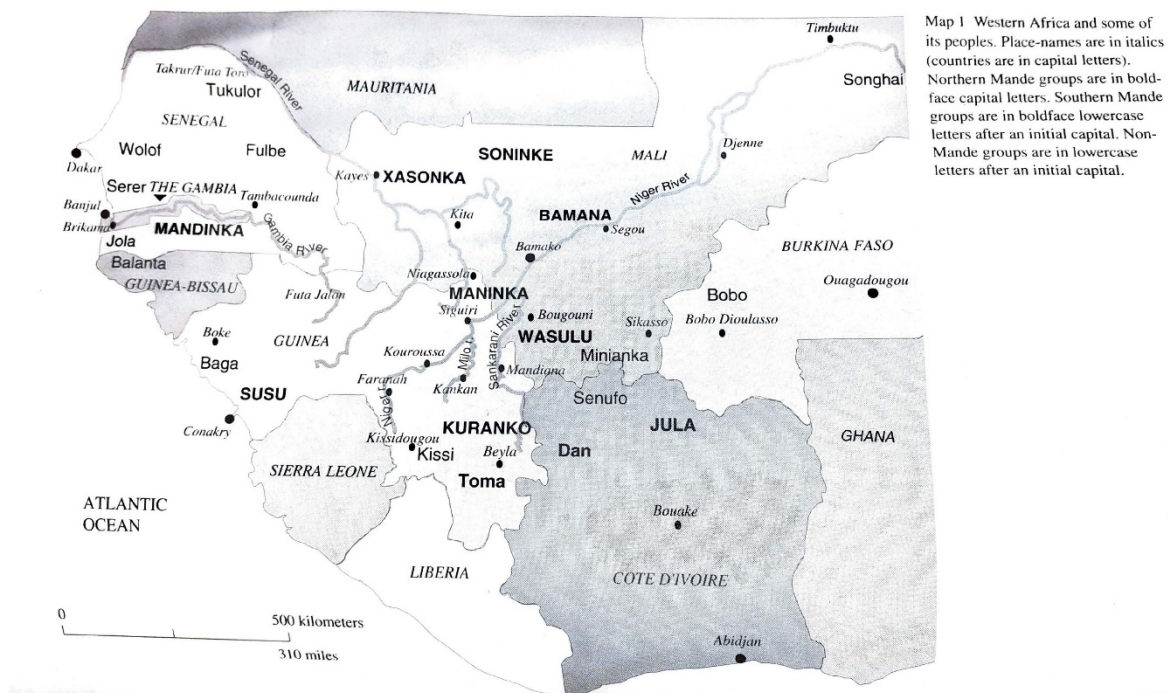 Map 1 Western Africa and some of
its peoples. Place-names are in italics
(countries are in capital letters).
Northern Mande groups are in bold-
face capital letters. Southern Mande
groups are in boldface lowercase
letters after an initial capital. Non-
Mande groups are in lowercase
letters after an initial capital.
Timbuktu
Songhai
Senegal River
Takrur/Futa Toro
Tukulor
MAURITANIA
SENEGAL
Wolof
Fulbe
Dakar
SONINKE
MALI
Djenne
Kayes
XASONKA
Niger River
Serer
THE GAMBIA
Tambacounda
Banjul
Brikama
MANDINKA
Gambia River
Kita
BAMANA
Segou
Jola
Balanta
GUINEA-BISSAU
Bamako
BURKINA FASO
Niagassola
Futa Jalon
MANINKA
Siguiri
Ouagadougou
Bobo
Bobo Dioulasso
Bougouni
Sikasso
WASULU
Boke
GUINEA
Baga
Kouroussa
Milo r.
Sankarani River
Minianka
Mandiana
Faranah
Kankan
Niger r.
SUSU
Senufo
Conakry
KURANKO
JULA
GHANA
Kissidougou
Kissi
Beyla
Dan
SIERRA LEONE
Toma
ATLANTIC
OCEAN
Bouake
LIBERIA
COTE D'IVOIRE
0
500 kilometers
310 miles
Abidjan